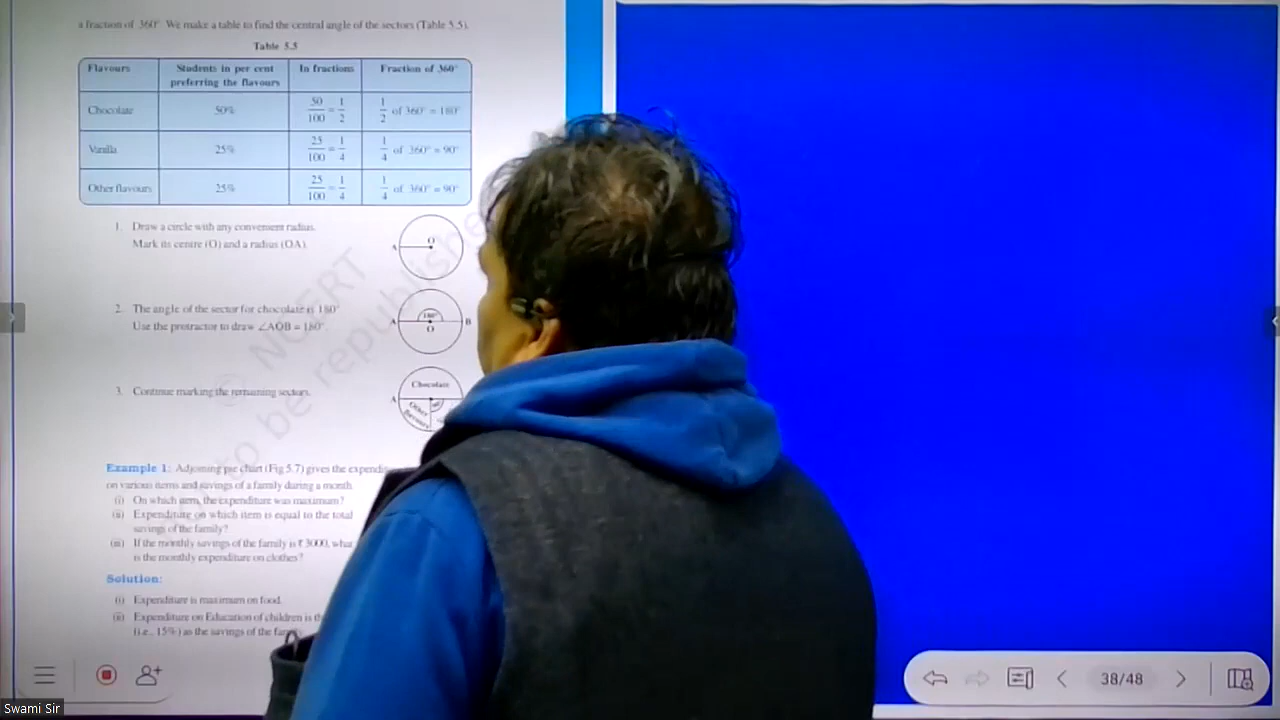 a fraction of 360°. We make a table to find the central angle of the sectors (Table 5.5).
Table 5.5
Flavours Students in per cent preferring the flavours In fractions Fraction of 360°
Chocolate 50% 50/100 = 1/2 1/2 of 360° = 180°
Vanilla 25% 25/100 = 1/4 1/4 of 360° = 90°
Other flavours 25% 25/100 = 1/4 1/4 of 360° = 90°
1. Draw a circle with any convenient radius.
Mark its centre (O) and a radius (OA).
A O
2. The angle of the sector for chocolate is 180°
Use the protractor to draw ∠AOB = 180°.
A 180° O B
3. Continue marking the remaining sectors.
Chocolate
A
Other flavours
© NCERT
to be republished
Example 1: Adjoining pie chart (Fig 5.7) gives the
on various items and savings of a family during a month.
(i) On which item, the expenditure was maximum?
(ii) Expenditure on which item is equal to the total
savings of the family?
(iii) If the monthly savings of the family is ₹ 3000,
is the monthly expenditure on clothes?
Solution:
(i) Expenditure is maximum on food.
(ii) Expenditure on Education of children is
(i.e., 15%) as the savings of the
38/48
Swami Sir